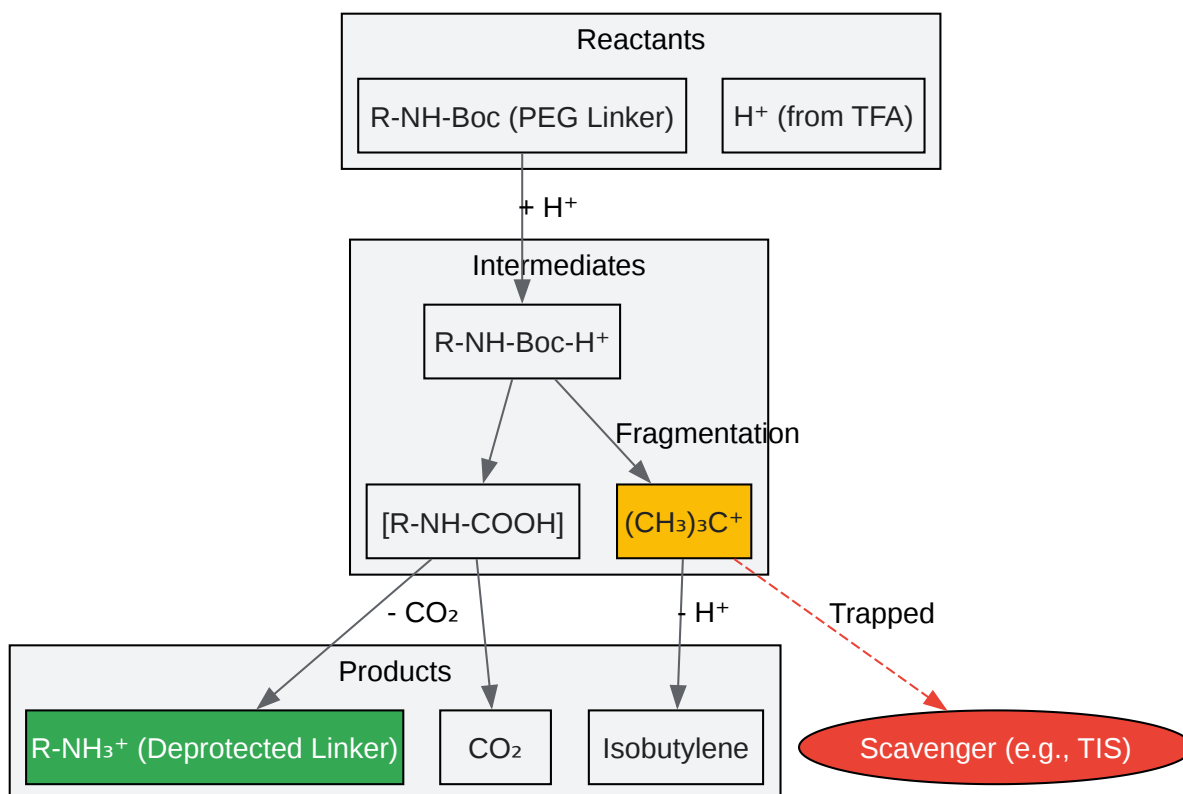 Reactants
R-NH-Boc (PEG Linker)
H⁺ (from TFA)
+ H⁺
Intermediates
R-NH-Boc-H⁺
Fragmentation
[R-NH-COOH]
(CH₃)₃C⁺
- CO₂
- H⁺
Trapped
Products
R-NH₃⁺ (Deprotected Linker)
CO₂
Isobutylene
Scavenger (e.g., TIS)